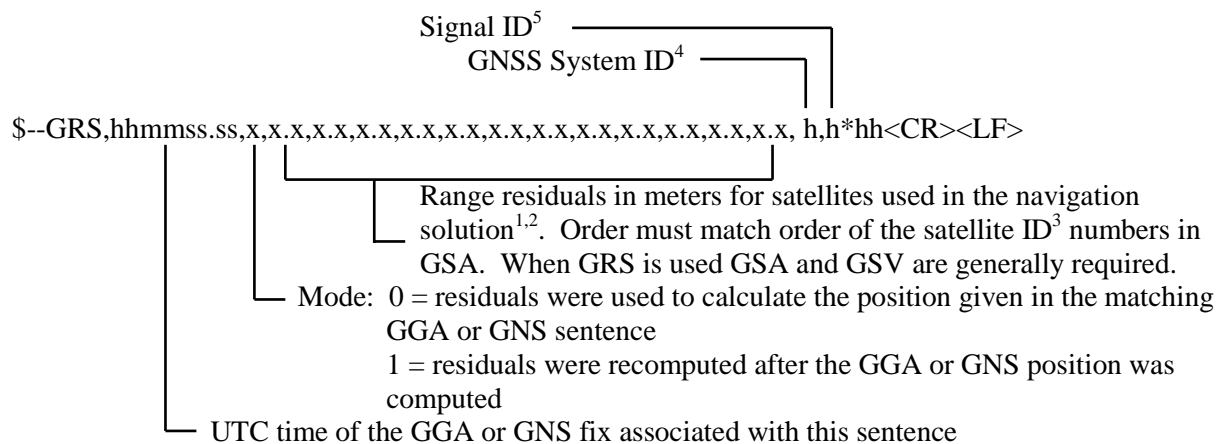 Signal ID5
GNSS System ID4
$--GRS,hhmmss.ss,x,x.x,x.x,x.x,x.x,x.x,x.x,x.x,x.x,x.x,x.x,x.x,x.x, h,h*hh<CR><LF>
Range residuals in meters for satellites used in the navigation
solution1,2. Order must match order of the satellite ID3 numbers in
GSA. When GRS is used GSA and GSV are generally required.
Mode: 0 = residuals were used to calculate the position given in the matching
GGA or GNS sentence
1 = residuals were recomputed after the GGA or GNS position was
computed
UTC time of the GGA or GNS fix associated with this sentence